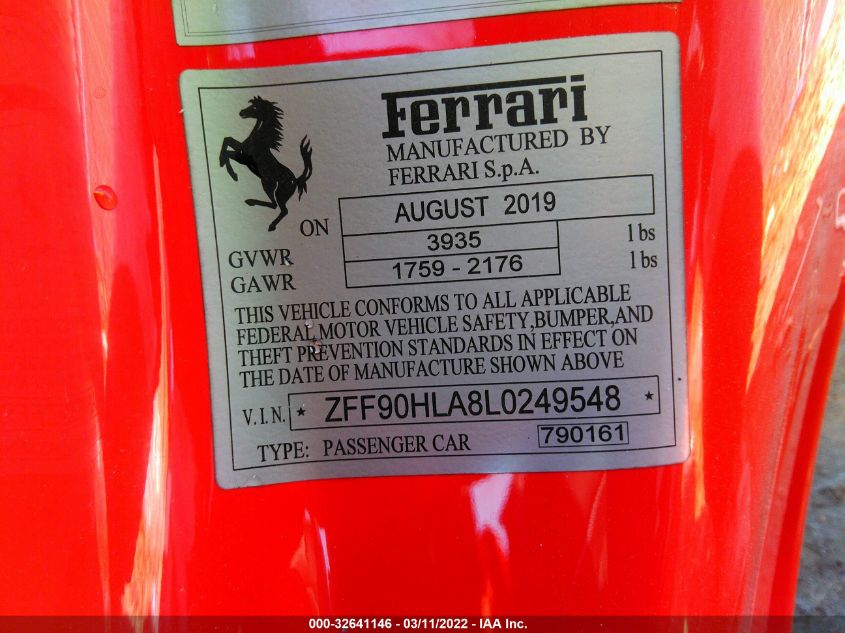 Ferrari
MANUFACTURED BY
FERRARI S.p.A.
ON AUGUST 2019
GVWR 3935 lbs
GAWR 1759 - 2176 lbs
THIS VEHICLE CONFORMS TO ALL APPLICABLE
FEDERAL MOTOR VEHICLE SAFETY,BUMPER,AND
THEFT PREVENTION STANDARDS IN EFFECT ON
THE DATE OF MANUFACTURE SHOWN ABOVE
V.I.N. * ZFF90HLA8L0249548 *
TYPE: PASSENGER CAR 790161
000-32641146 - 03/11/2022 - IAA Inc.